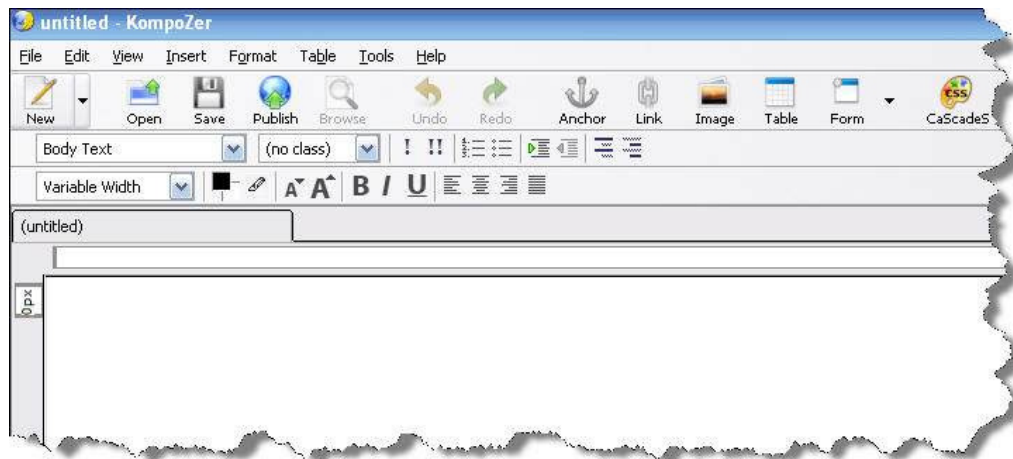 untitled - KompoZer
File Edit View Insert Format Table Tools Help
New Open Save Publish Browse Undo Redo Anchor Link Image Table Form CaScadeS
Body Text (no class) ! !!
Variable Width A A B I U
(untitled)
0px